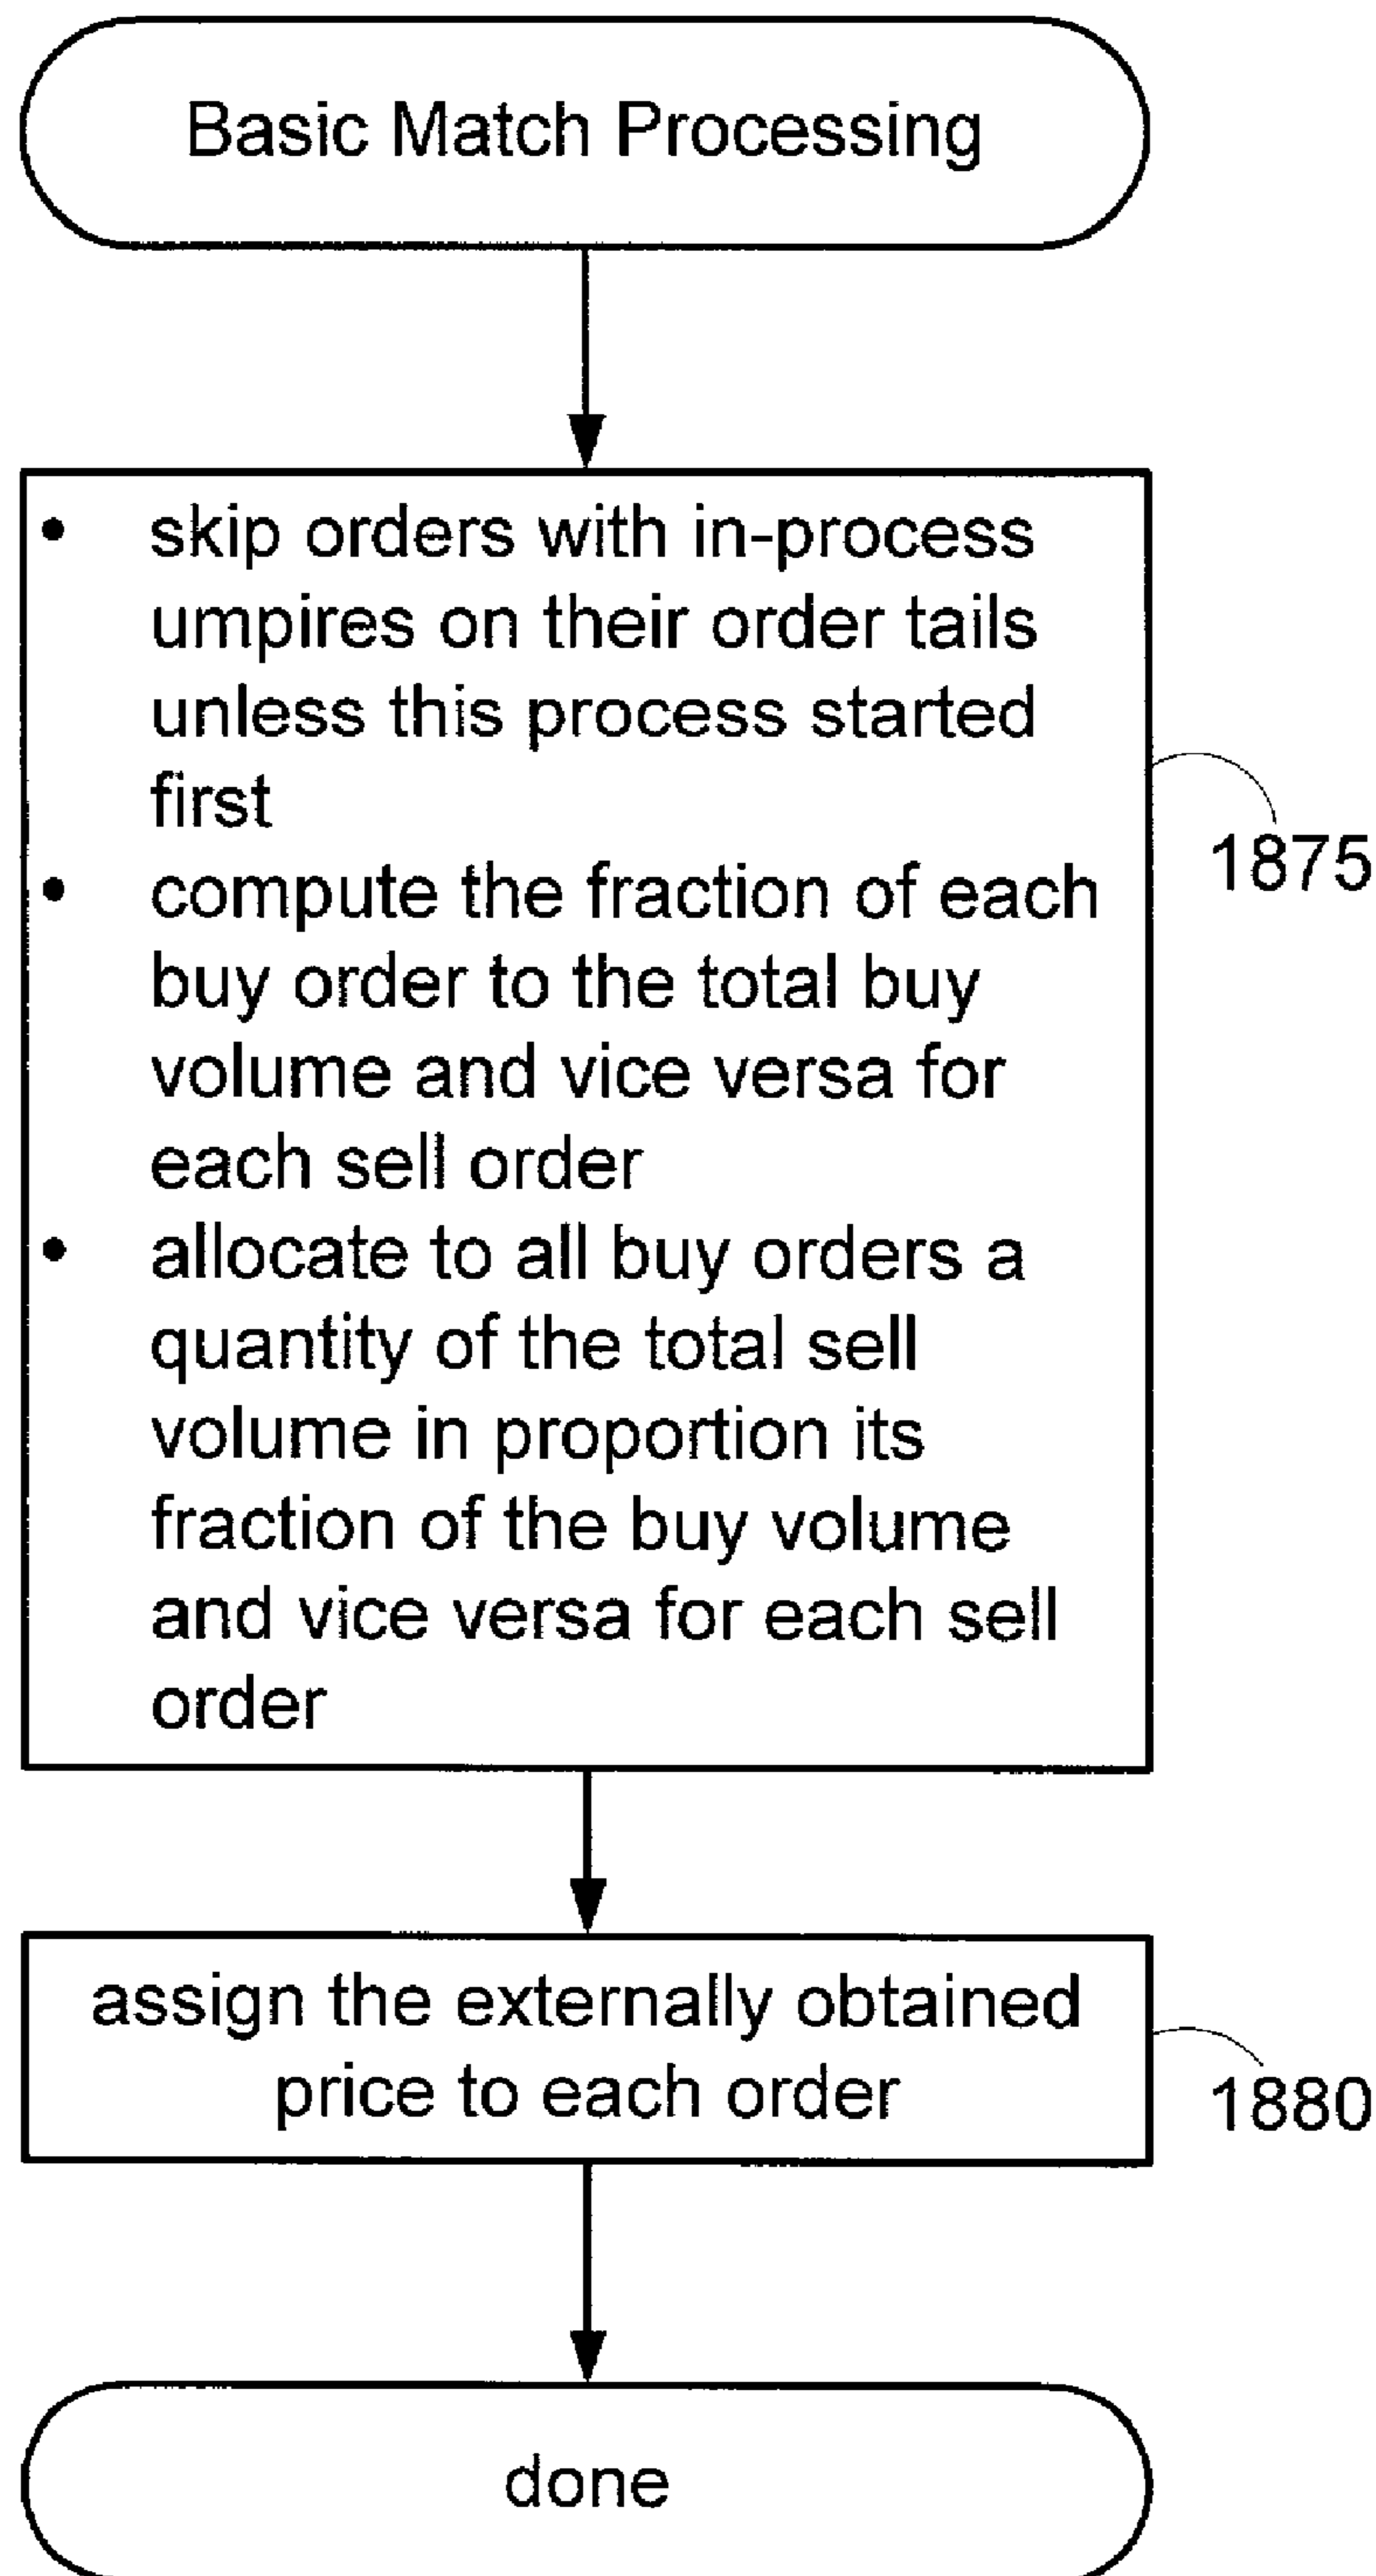 Basic Match Processing
• skip orders with in-process
umpires on their order tails
unless this process started
first
• compute the fraction of each
buy order to the total buy
volume and vice versa for
each sell order
• allocate to all buy orders a
quantity of the total sell
volume in proportion its
fraction of the buy volume
and vice versa for each sell
order
1875
assign the externally obtained
price to each order
1880
done